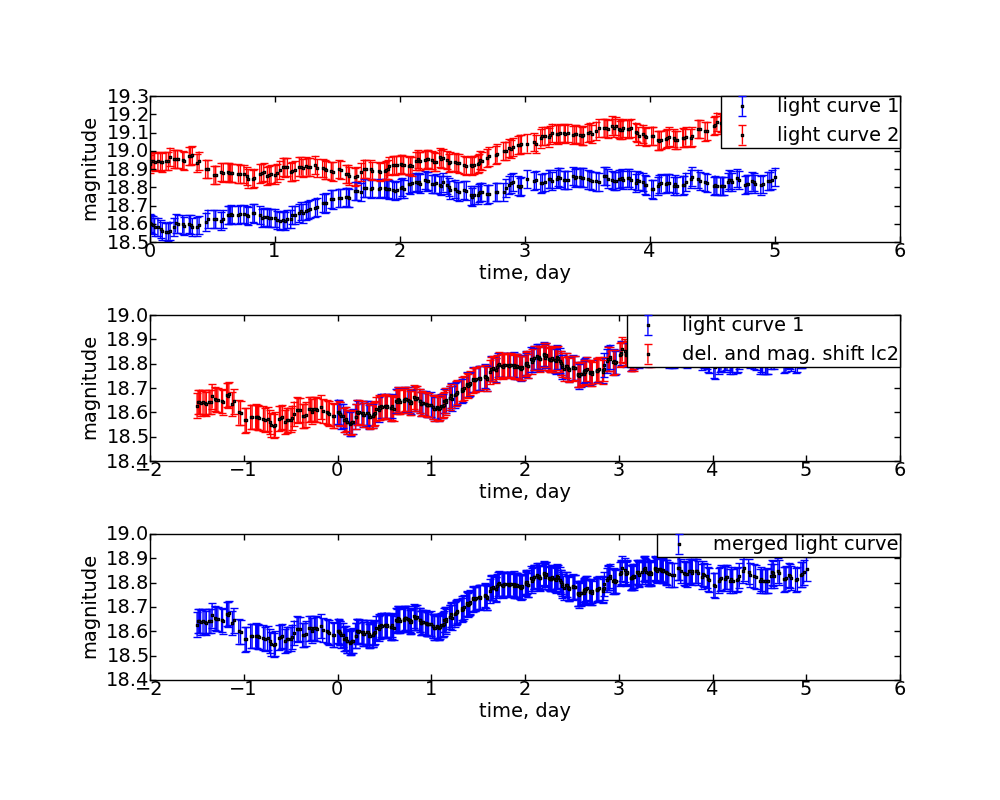 19.3
19.2
19.1
19.0
18.9
18.8
18.7
18.6
18.5
magnitude
light curve 1
light curve 2
0 1 2 3 4 5 6
time, day
19.0
18.9
18.8
18.7
18.6
18.5
18.4
magnitude
light curve 1
del. and mag. shift lc2
−2 −1 0 1 2 3 4 5 6
time, day
19.0
18.9
18.8
18.7
18.6
18.5
18.4
magnitude
merged light curve
−2 −1 0 1 2 3 4 5 6
time, day